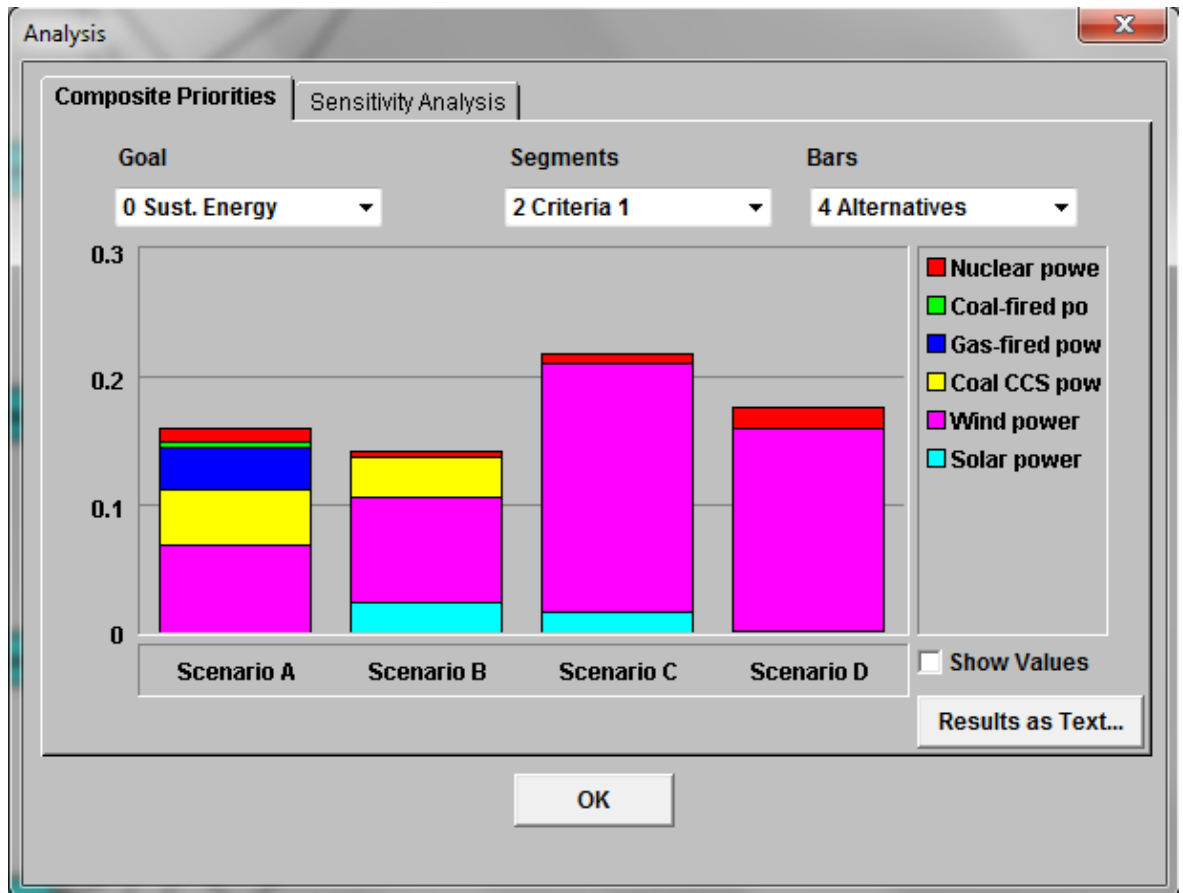 Analysis
Composite Priorities
Sensitivity Analysis
Goal
Segments
Bars
0 Sust. Energy
2 Criteria 1
4 Alternatives
0.3
0.2
0.1
0
Nuclear powe
Coal-fired po
Gas-fired pow
Coal CCS pow
Wind power
Solar power
Scenario A
Scenario B
Scenario C
Scenario D
Show Values
Results as Text...
OK